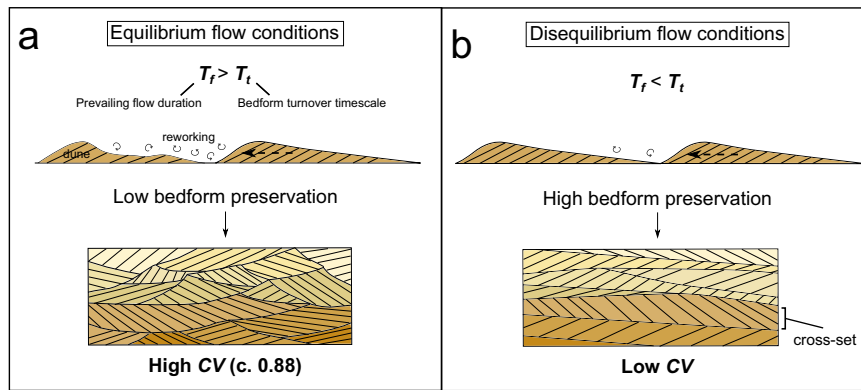 a
Equilibrium flow conditions
T_f > T_t
Prevailing flow duration
Bedform turnover timescale
reworking
dune
Low bedform preservation
High CV (c. 0.88)
b
Disequilibrium flow conditions
T_f < T_t
High bedform preservation
cross-set
Low CV